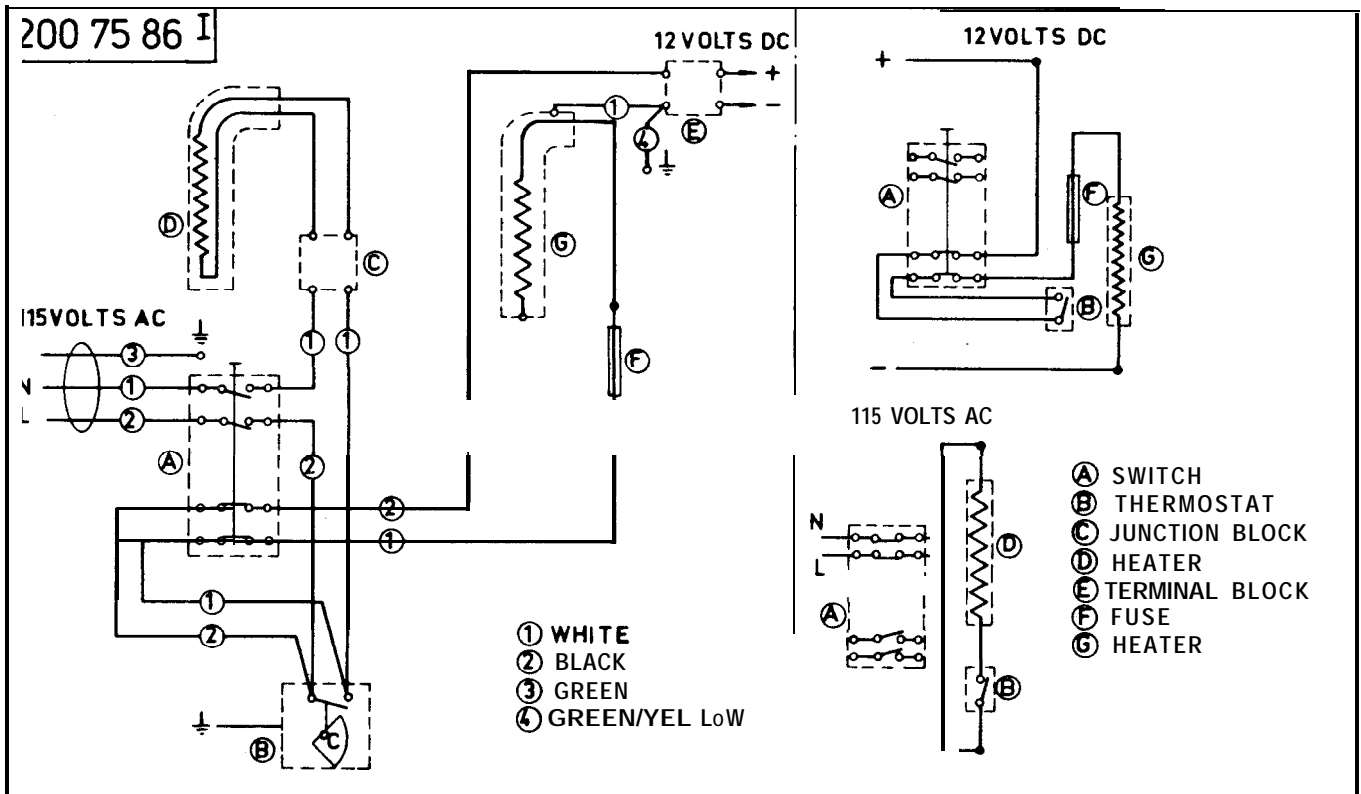 200 75 86 I
12 VOLTS DC
+
-
1
4
E
D
C
G
F
115 VOLTS AC
3
N 1
L 2
1 1
A
2
2
1
1
2
C
B
1 WHITE
2 BLACK
3 GREEN
4 GREEN/YEL LoW
12 VOLTS DC
+
A
F
G
B
-
115 VOLTS AC
N
L
D
A
B
A SWITCH
B THERMOSTAT
C JUNCTION BLOCK
D HEATER
E TERMINAL BLOCK
F FUSE
G HEATER